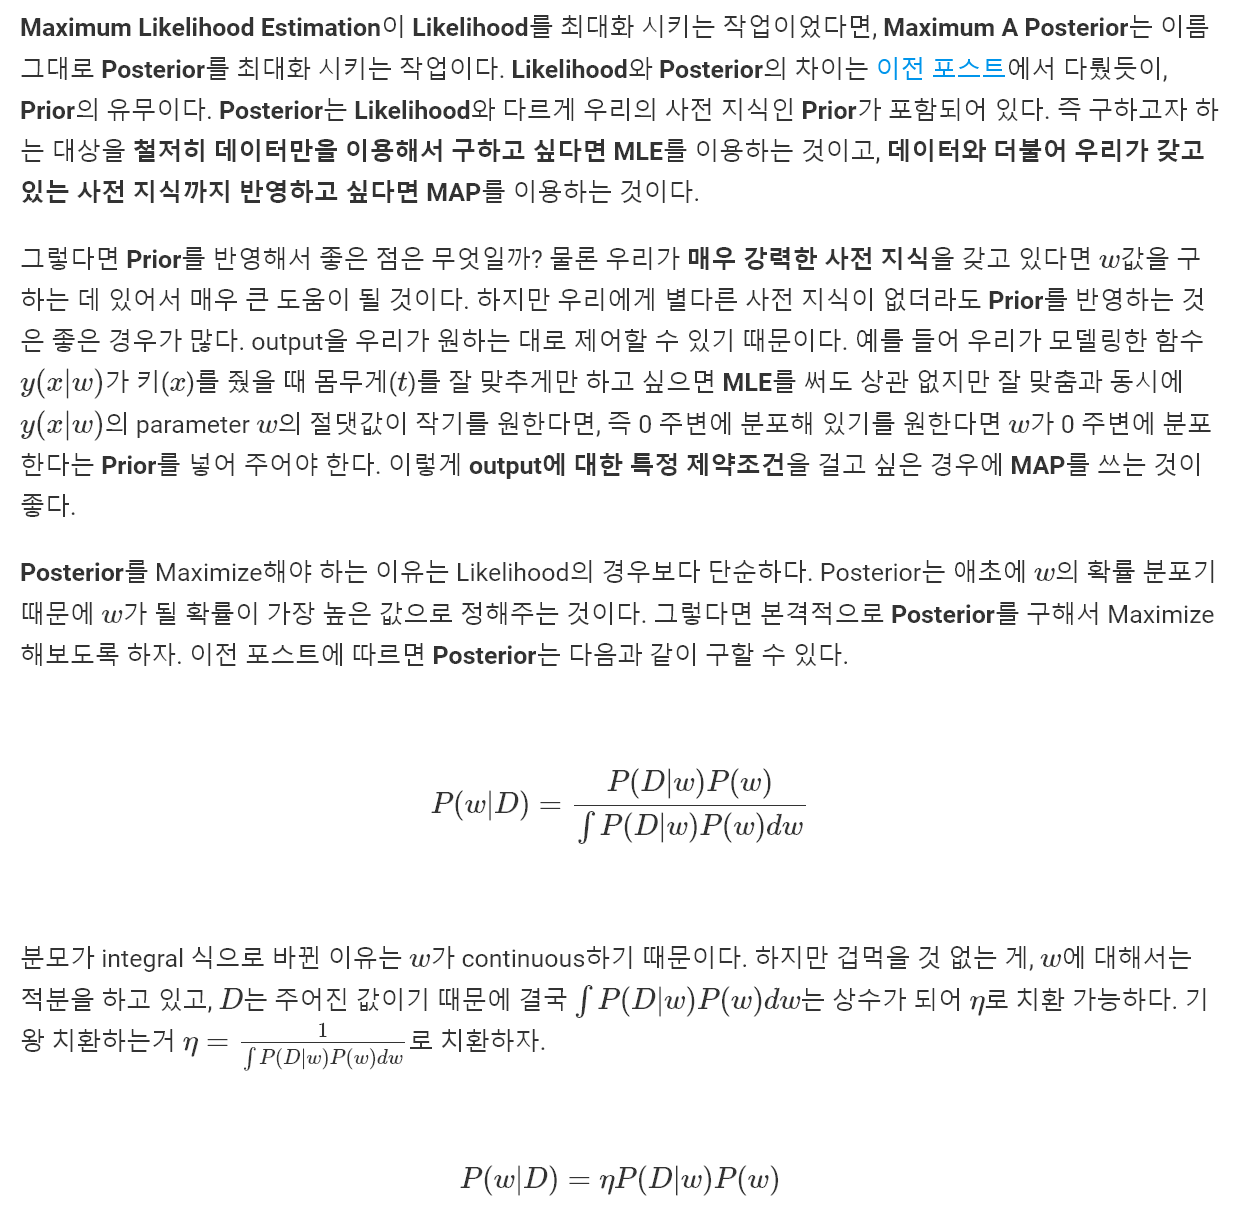 Maximum Likelihood Estimation이 Likelihood를 최대화 시키는 작업이었다면, Maximum A Posterior는 이름
그대로 Posterior를 최대화 시키는 작업이다. Likelihood와 Posterior의 차이는 이전 포스트에서 다뤘듯이,
Prior의 유무이다. Posterior는 Likelihood와 다르게 우리의 사전 지식인 Prior가 포함되어 있다. 즉 구하고자 하
는 대상을 철저히 데이터만을 이용해서 구하고 싶다면 MLE를 이용하는 것이고, 데이터와 더불어 우리가 갖고
있는 사전 지식까지 반영하고 싶다면 MAP를 이용하는 것이다.
그렇다면 Prior를 반영해서 좋은 점은 무엇일까? 물론 우리가 매우 강력한 사전 지식을 갖고 있다면 w값을 구
하는 데 있어서 매우 큰 도움이 될 것이다. 하지만 우리에게 별다른 사전 지식이 없더라도 Prior를 반영하는 것
은 좋은 경우가 많다. output을 우리가 원하는 대로 제어할 수 있기 때문이다. 예를 들어 우리가 모델링한 함수
y(x|w)가 키(x)를 줬을 때 몸무게(t)를 잘 맞추게만 하고 싶으면 MLE를 써도 상관 없지만 잘 맞춤과 동시에
y(x|w)의 parameter w의 절댓값이 작기를 원한다면, 즉 0 주변에 분포해 있기를 원한다면 w가 0 주변에 분포
한다는 Prior를 넣어 주어야 한다. 이렇게 output에 대한 특정 제약조건을 걸고 싶은 경우에 MAP를 쓰는 것이
좋다.
Posterior를 Maximize해야 하는 이유는 Likelihood의 경우보다 단순하다. Posterior는 애초에 w의 확률 분포기
때문에 w가 될 확률이 가장 높은 값으로 정해주는 것이다. 그렇다면 본격적으로 Posterior를 구해서 Maximize
해보도록 하자. 이전 포스트에 따르면 Posterior는 다음과 같이 구할 수 있다.
P(w|D) = P(D|w)P(w) / ∫ P(D|w)P(w)dw
분모가 integral 식으로 바뀐 이유는 w가 continuous하기 때문이다. 하지만 겁먹을 것 없는 게, w에 대해서는
적분을 하고 있고, D는 주어진 값이기 때문에 결국 ∫ P(D|w)P(w)dw는 상수가 되어 η로 치환 가능하다. 기
왕 치환하는거 η = 1 / ∫ P(D|w)P(w)dw 로 치환하자.
P(w|D) = ηP(D|w)P(w)